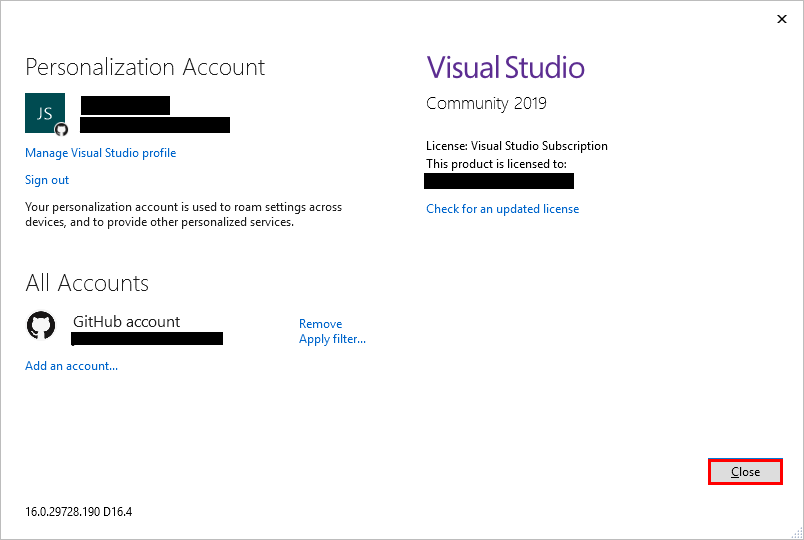 Personalization Account
JS
Manage Visual Studio profile
Sign out
Your personalization account is used to roam settings across
devices, and to provide other personalized services.
All Accounts
GitHub account
Remove
Apply filter...
Add an account...
Visual Studio
Community 2019
License: Visual Studio Subscription
This product is licensed to:
Check for an updated license
Close
16.0.29728.190 D16.4